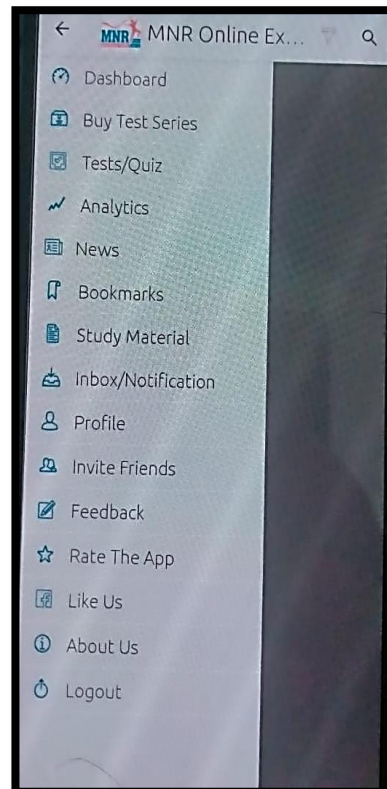 MNR MNR Online Ex...
Dashboard
Buy Test Series
Tests/Quiz
Analytics
News
Bookmarks
Study Material
Inbox/Notification
Profile
Invite Friends
Feedback
Rate The App
Like Us
About Us
Logout